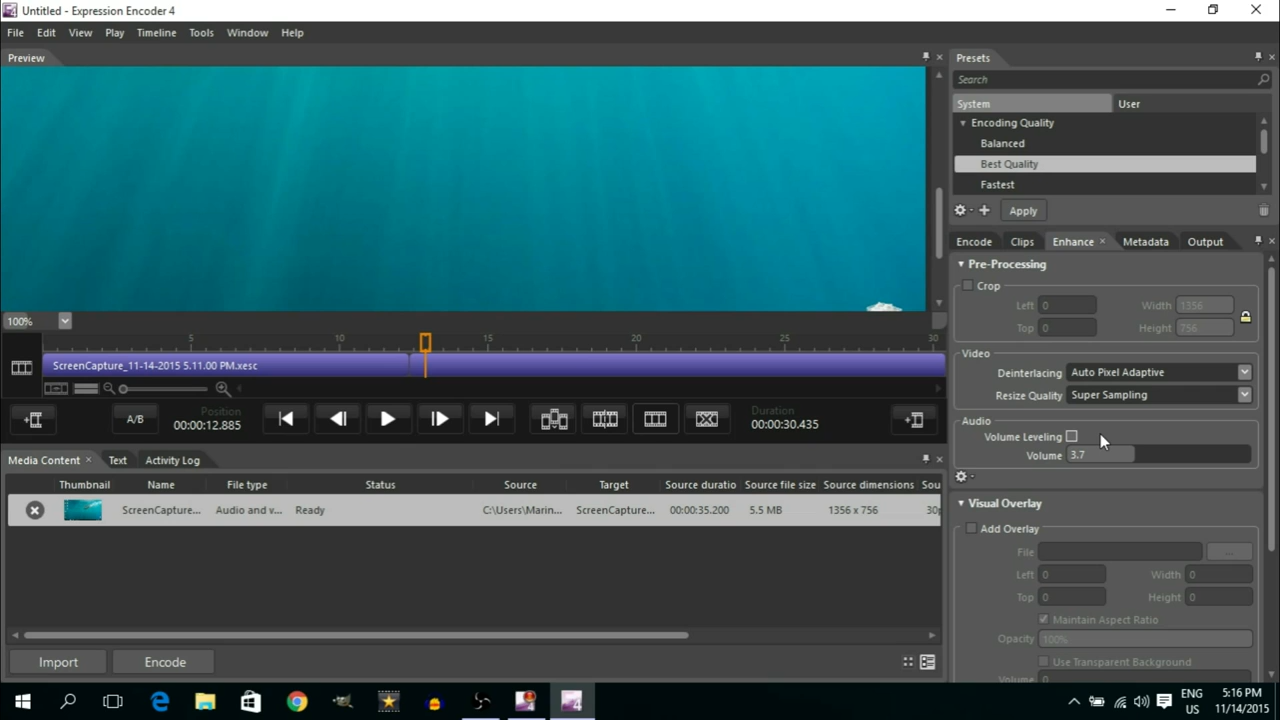 Untitled - Expression Encoder 4
File Edit View Play Timeline Tools Window Help
Preview
100%
5 10 15 20 25 30
ScreenCapture_11-14-2015 5.11.00 PM.xesc
A/B
Position
00:00:12.885
Duration
00:00:30.435
Media Content Text Activity Log
Thumbnail Name File type Status Source Target Source duratio Source file size Source dimensions Sou
ScreenCapture... Audio and v... Ready C:\Users\Marin... ScreenCapture... 00:00:35.200 5.5 MB 1356 x 756 30p
Import Encode
Presets
Search
System User
Encoding Quality
Balanced
Best Quality
Fastest
Apply
Encode Clips Enhance Metadata Output
Pre-Processing
Crop
Left 0 Width 1356
Top 0 Height 756
Video
Deinterlacing Auto Pixel Adaptive
Resize Quality Super Sampling
Audio
Volume Leveling
Volume 3.7
Visual Overlay
Add Overlay
File ...
Left 0 Width 0
Top 0 Height 0
Maintain Aspect Ratio
Opacity 100%
Use Transparent Background
Volume 0
ENG
US
5:16 PM
11/14/2015